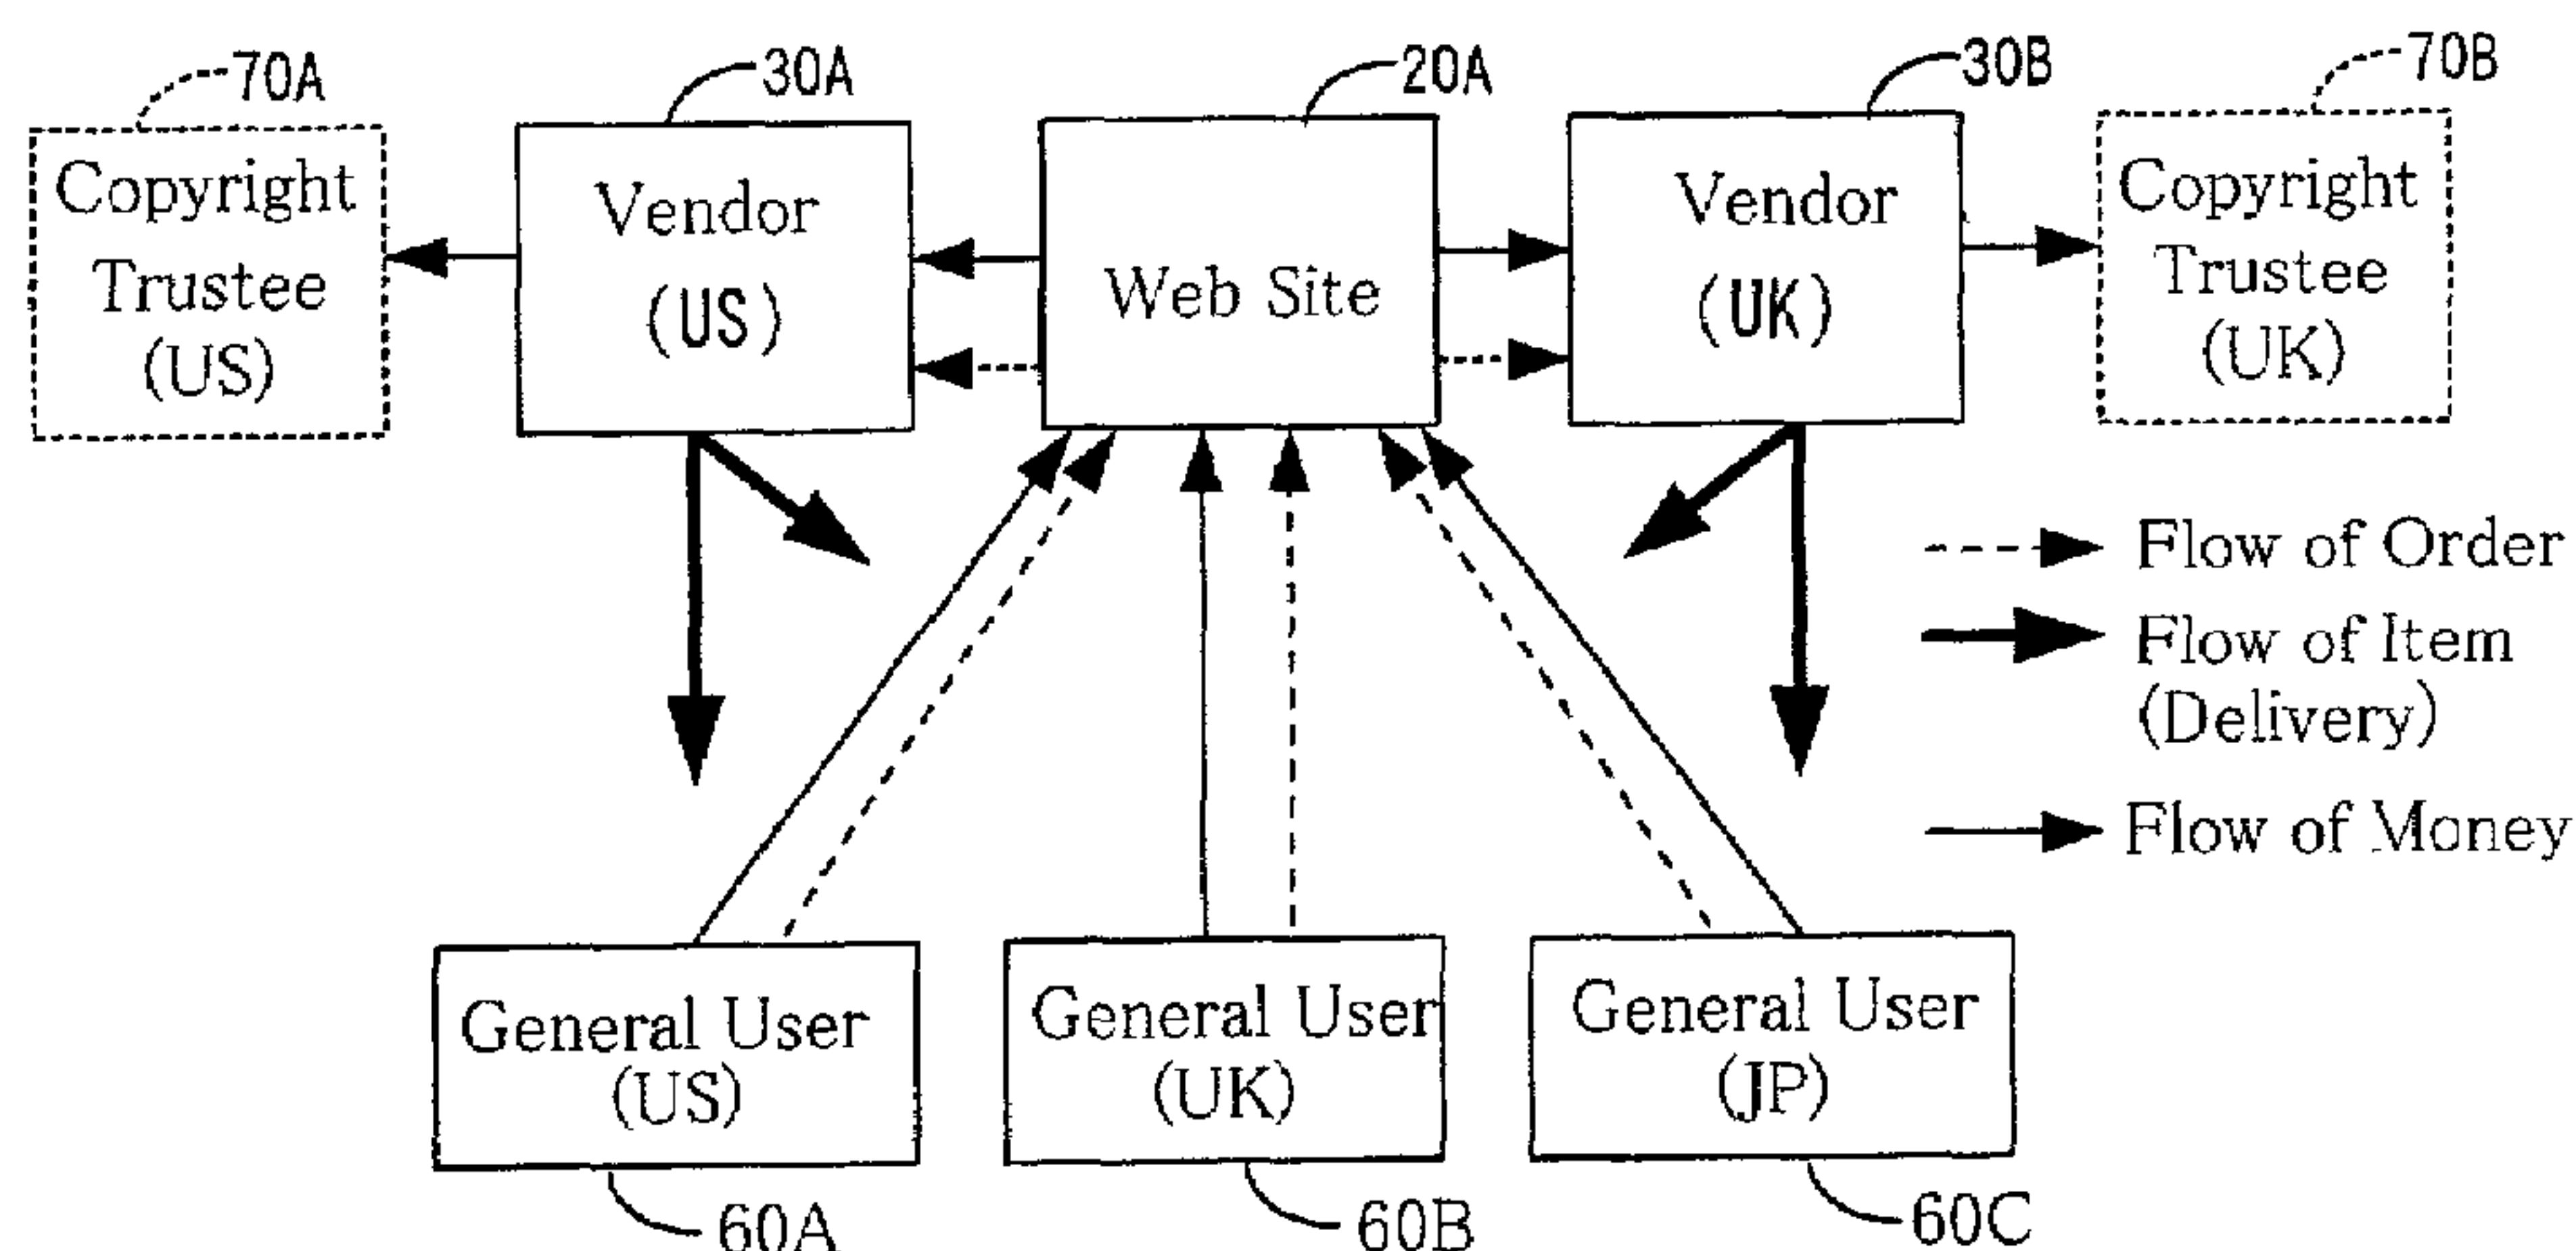 70A
30A
20A
30B
70B
Copyright
Trustee
(US)
Vendor
(US)
Web Site
Vendor
(UK)
Copyright
Trustee
(UK)
Flow of Order
Flow of Item
(Delivery)
Flow of Money
General User
(US)
General User
(UK)
General User
(JP)
60A
60B
60C